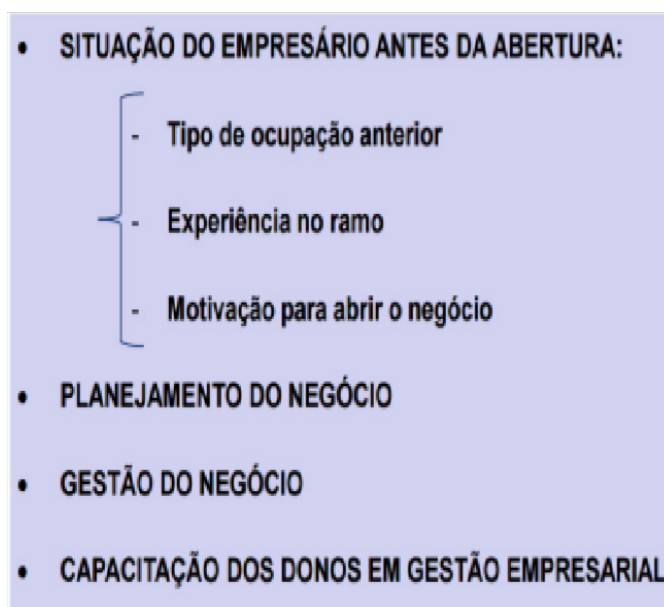 • SITUAÇÃO DO EMPRESÁRIO ANTES DA ABERTURA:
- Tipo de ocupação anterior
- Experiência no ramo
- Motivação para abrir o negócio
• PLANEJAMENTO DO NEGÓCIO
• GESTÃO DO NEGÓCIO
• CAPACITAÇÃO DOS DONOS EM GESTÃO EMPRESARIAL